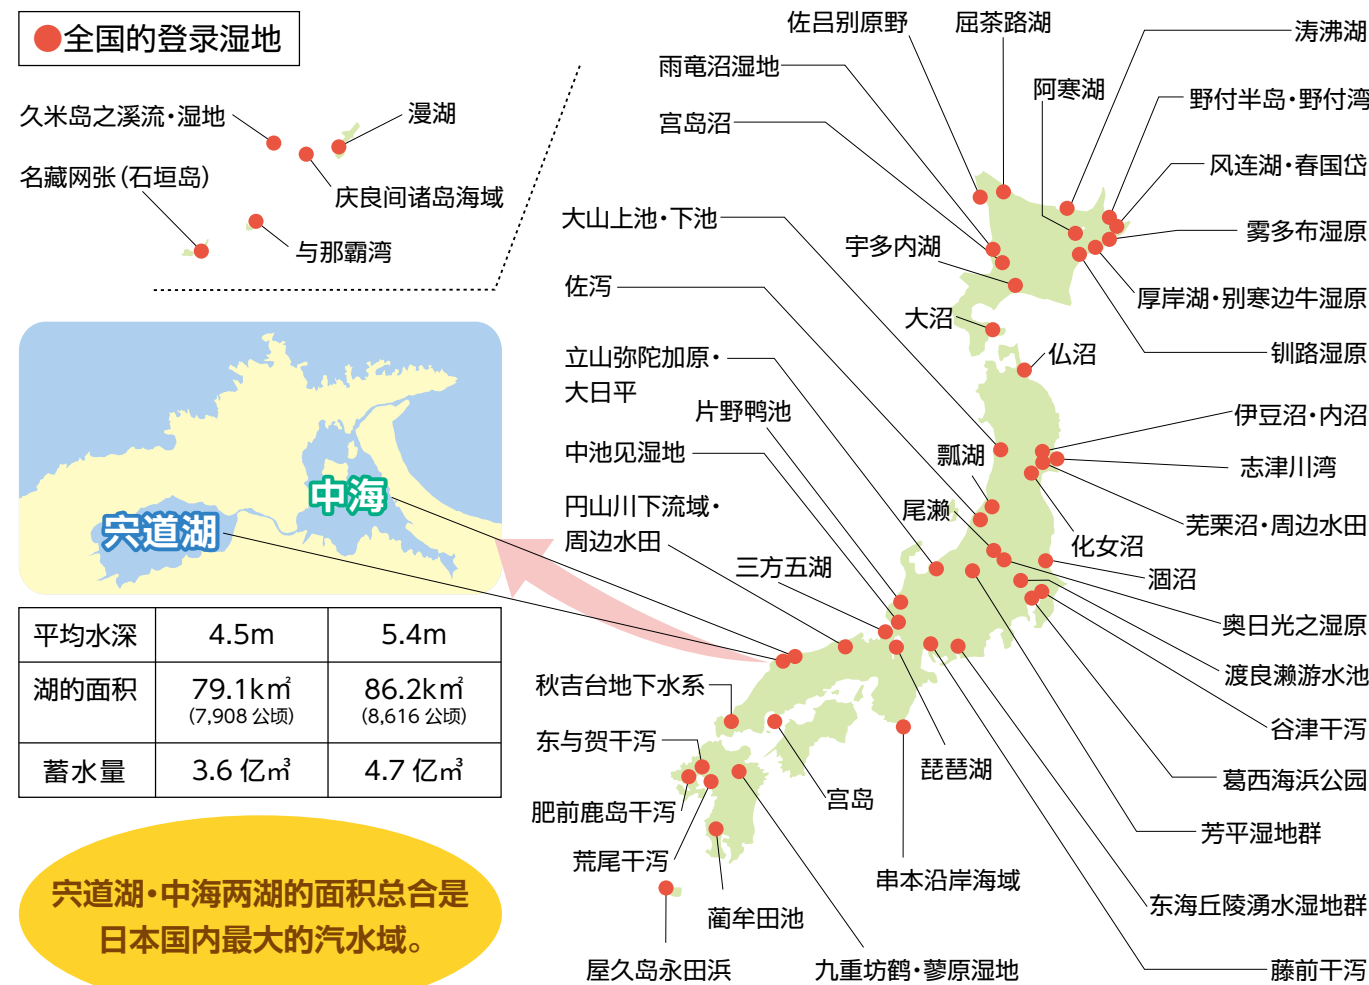 全国的登录湿地
久米岛之溪流・湿地
漫湖
名藏网张(石垣岛)
庆良间诸岛海域
与那霸湾
佐吕别原野
屈茶路湖
涛沸湖
雨竜沼湿地
阿寒湖
野付半岛・野付湾
宫岛沼
风连湖・春国岱
大山上池・下池
雾多布湿原
宇多内湖
佐泻
厚岸湖・别寒边牛湿原
大沼
钏路湿原
仏沼
立山弥陀加原・
大日平
片野鸭池
伊豆沼・内沼
中池见湿地
瓢湖
志津川湾
円山川下流域・
周边水田
尾濑
芜栗沼・周边水田
化女沼
三方五湖
涸沼
奥日光之湿原
渡良濑游水池
秋吉台地下水系
谷津干泻
东与贺干泻
琵琶湖
葛西海浜公园
肥前鹿岛干泻
宫岛
芳平湿地群
荒尾干泻
串本沿岸海域
东海丘陵湧水湿地群
蔺牟田池
屋久岛永田浜
九重坊鹤・蓼原湿地
藤前干泻
中海
宍道湖
平均水深 4.5m 5.4m
湖的面积 79.1k㎡ 86.2k㎡
(7,908 公顷) (8,616 公顷)
蓄水量 3.6 亿㎥ 4.7 亿㎥
宍道湖・中海两湖的面积总合是
日本国内最大的汽水域。